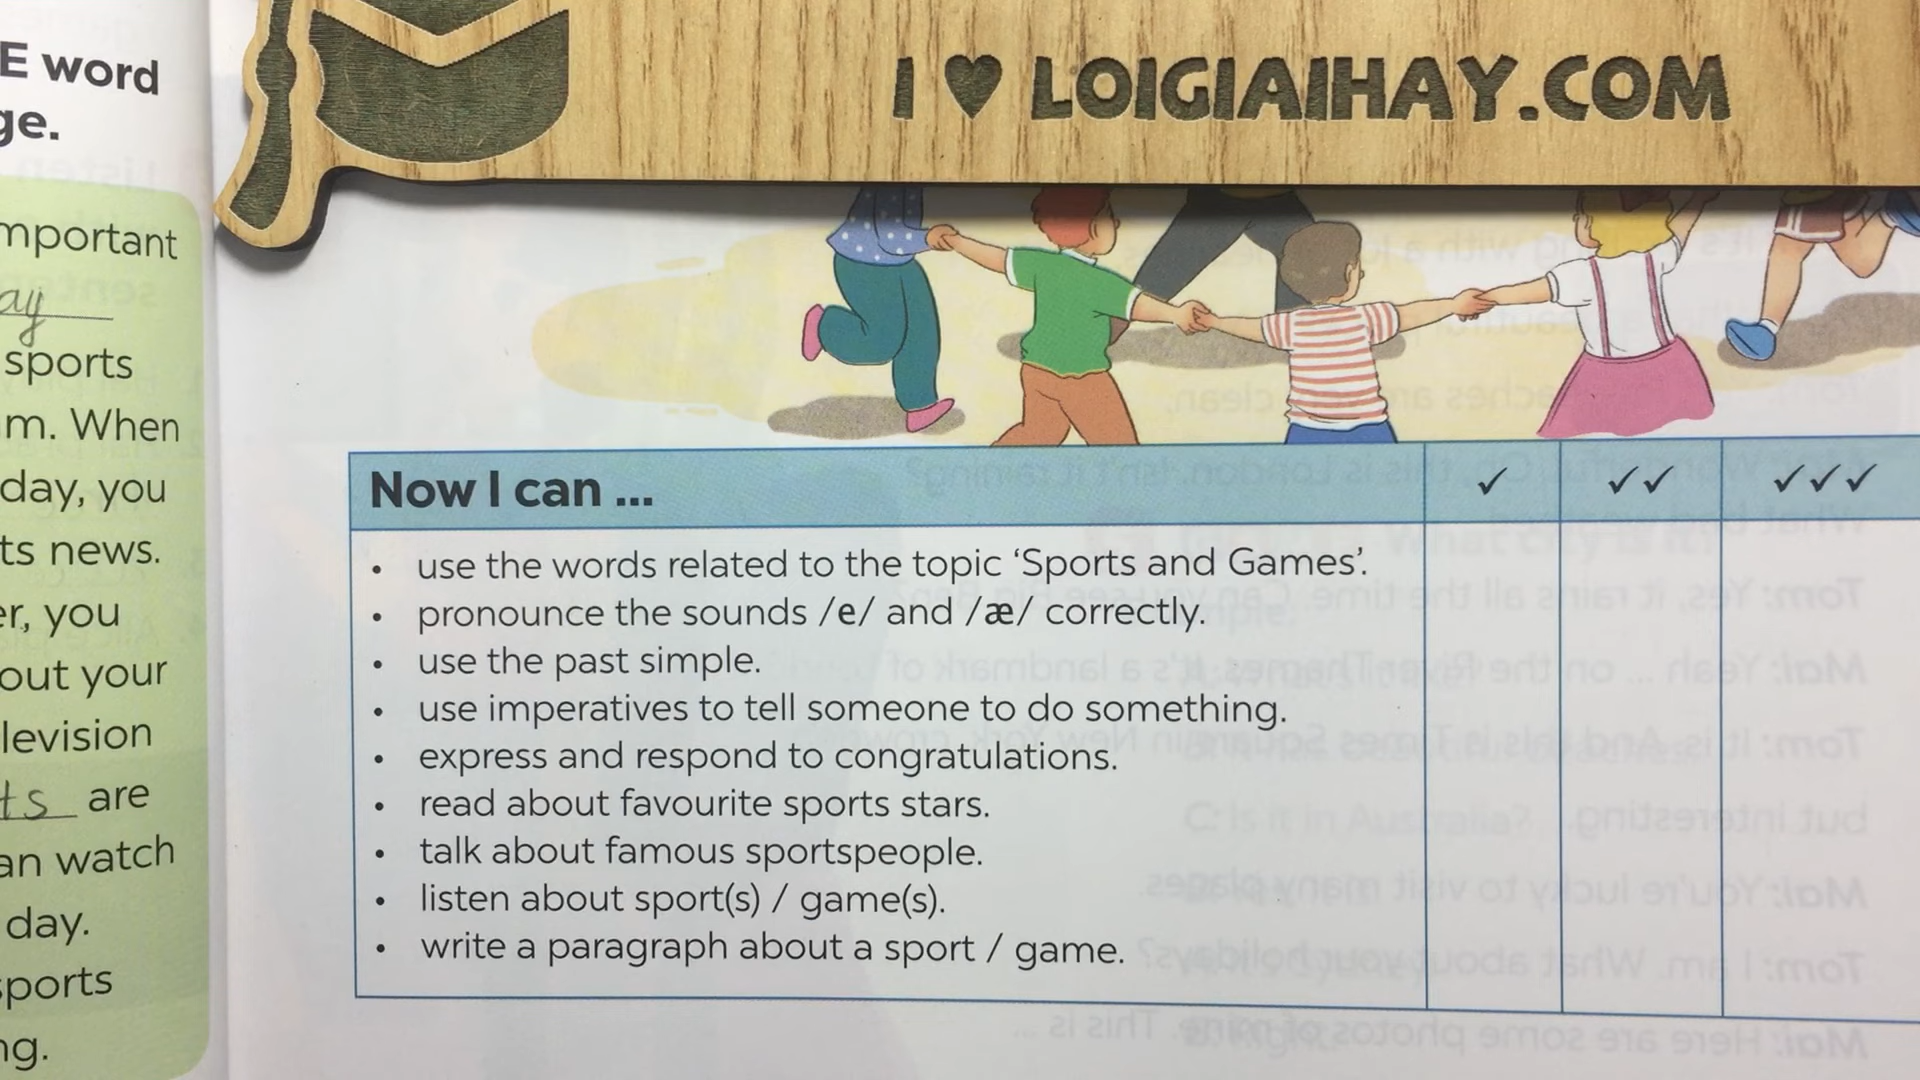 I ♥ LOIGIAIHAY.COM
E word
ge.
mportant
ay
sports
m. When
day, you
ts news.
er, you
out your
levision
ts are
an watch
day.
sports
ng.
Now I can ... ✓ ✓✓ ✓✓✓
• use the words related to the topic ‘Sports and Games’.
• pronounce the sounds /e/ and /æ/ correctly.
• use the past simple.
• use imperatives to tell someone to do something.
• express and respond to congratulations.
• read about favourite sports stars.
• talk about famous sportspeople.
• listen about sport(s) / game(s).
• write a paragraph about a sport / game.